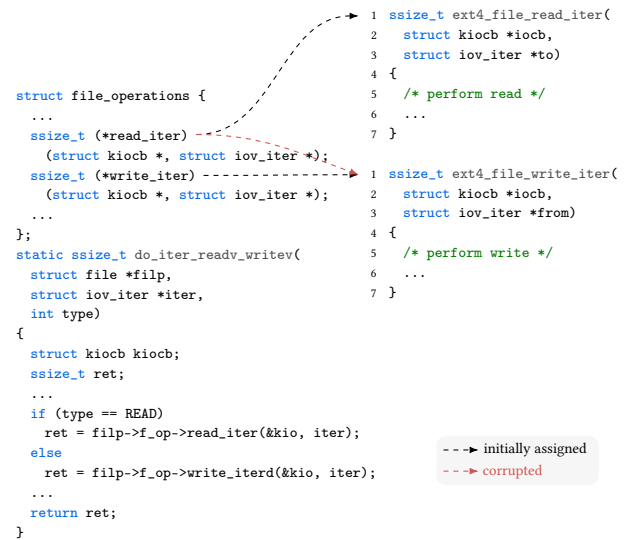 struct file_operations {
...
ssize_t (*read_iter)
(struct kiocb *, struct iov_iter *);
ssize_t (*write_iter)
(struct kiocb *, struct iov_iter *);
...
};
static ssize_t do_iter_readv_writev(
struct file *filp,
struct iov_iter *iter,
int type)
{
struct kiocb kiocb;
ssize_t ret;
...
if (type == READ)
ret = filp->f_op->read_iter(&kio, iter);
else
ret = filp->f_op->write_iterd(&kio, iter);
...
return ret;
}
1 ssize_t ext4_file_read_iter(
2 struct kiocb *iocb,
3 struct iov_iter *to)
4 {
5 /* perform read */
6 ...
7 }
1 ssize_t ext4_file_write_iter(
2 struct kiocb *iocb,
3 struct iov_iter *from)
4 {
5 /* perform write */
6 ...
7 }
initially assigned
corrupted